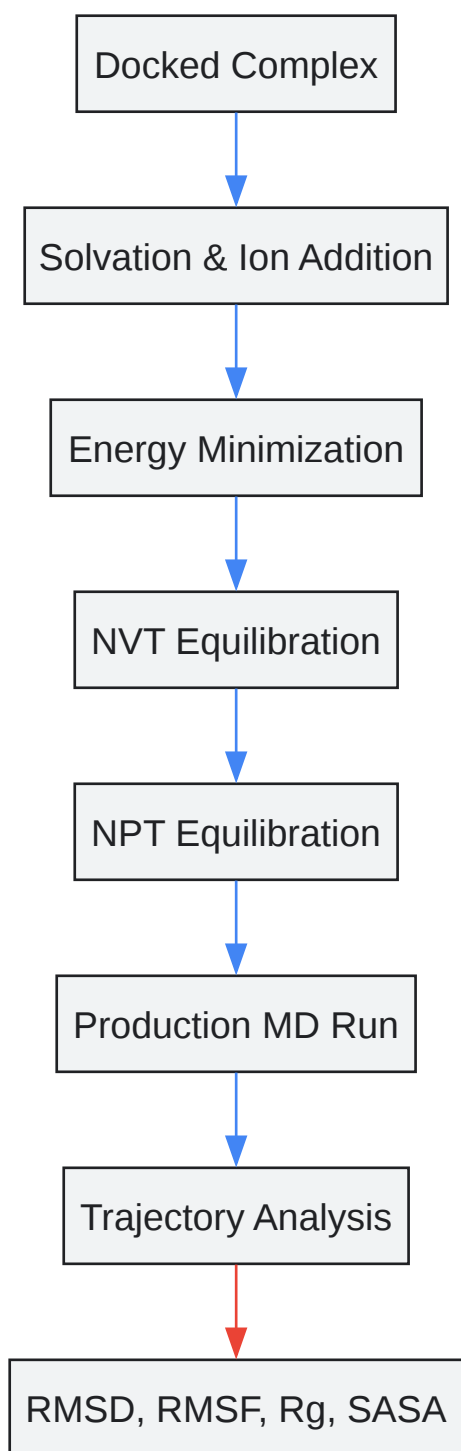 Docked Complex
Solvation & Ion Addition
Energy Minimization
NVT Equilibration
NPT Equilibration
Production MD Run
Trajectory Analysis
RMSD, RMSF, Rg, SASA